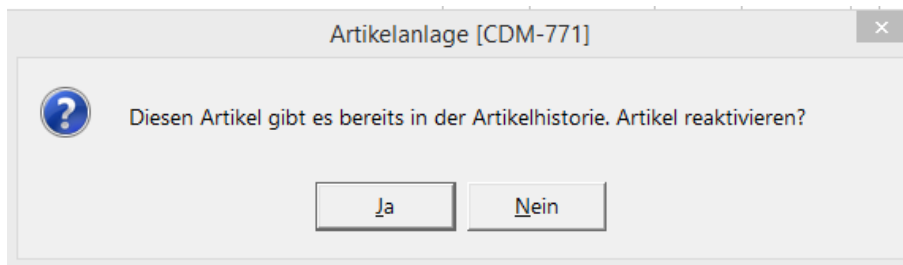 Artikelanlage [CDM-771]
Diesen Artikel gibt es bereits in der Artikelhistorie. Artikel reaktivieren?
Ja
Nein